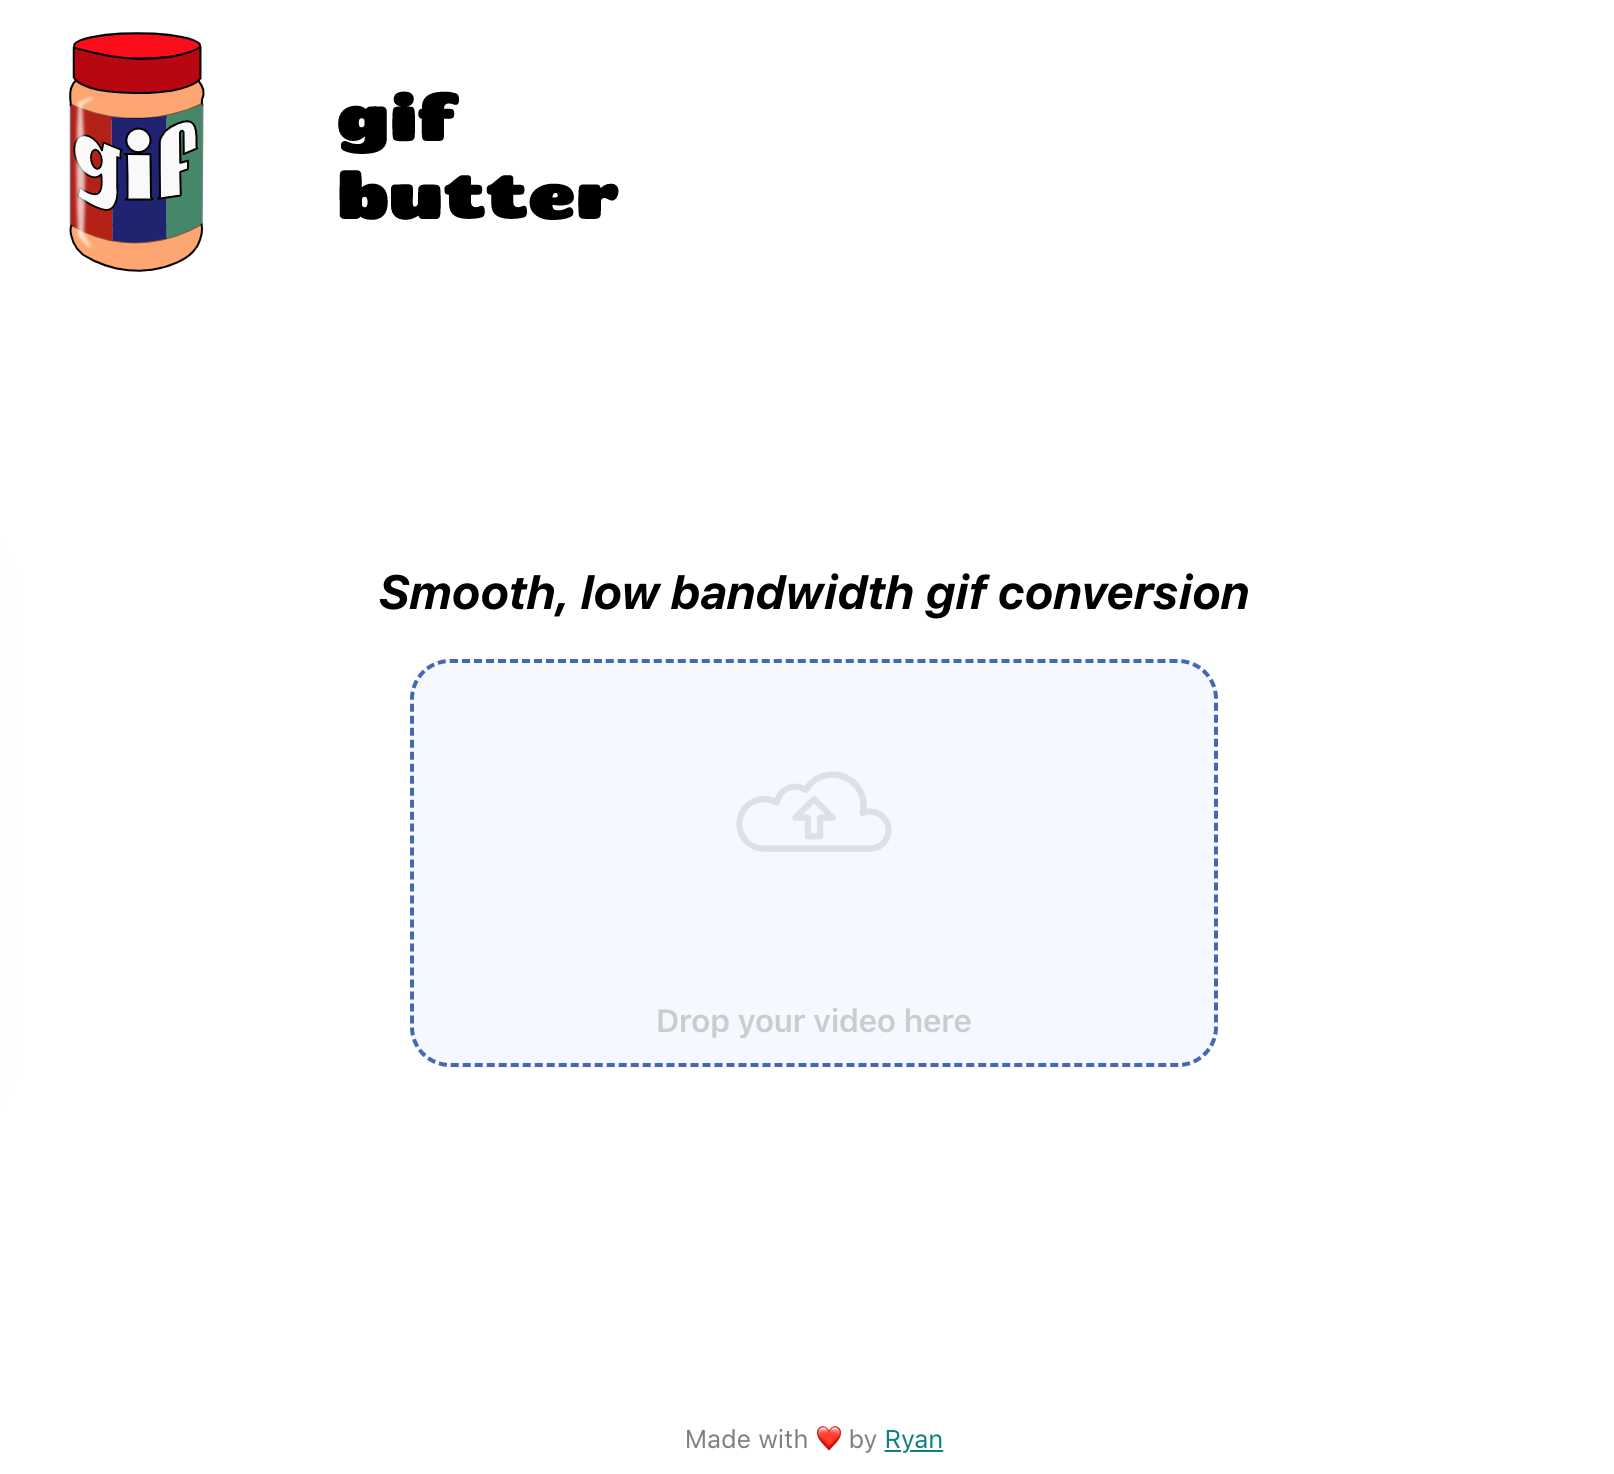 gif
gif
butter
Smooth, low bandwidth gif conversion
Drop your video here
Made with ❤️ by Ryan